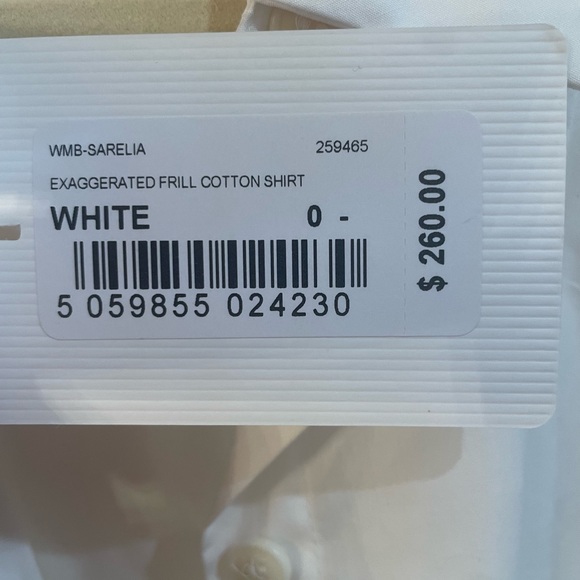 WMB-SARELIA 259465
EXAGGERATED FRILL COTTON SHIRT
WHITE 0 -
5 059855 024230
$ 260.00